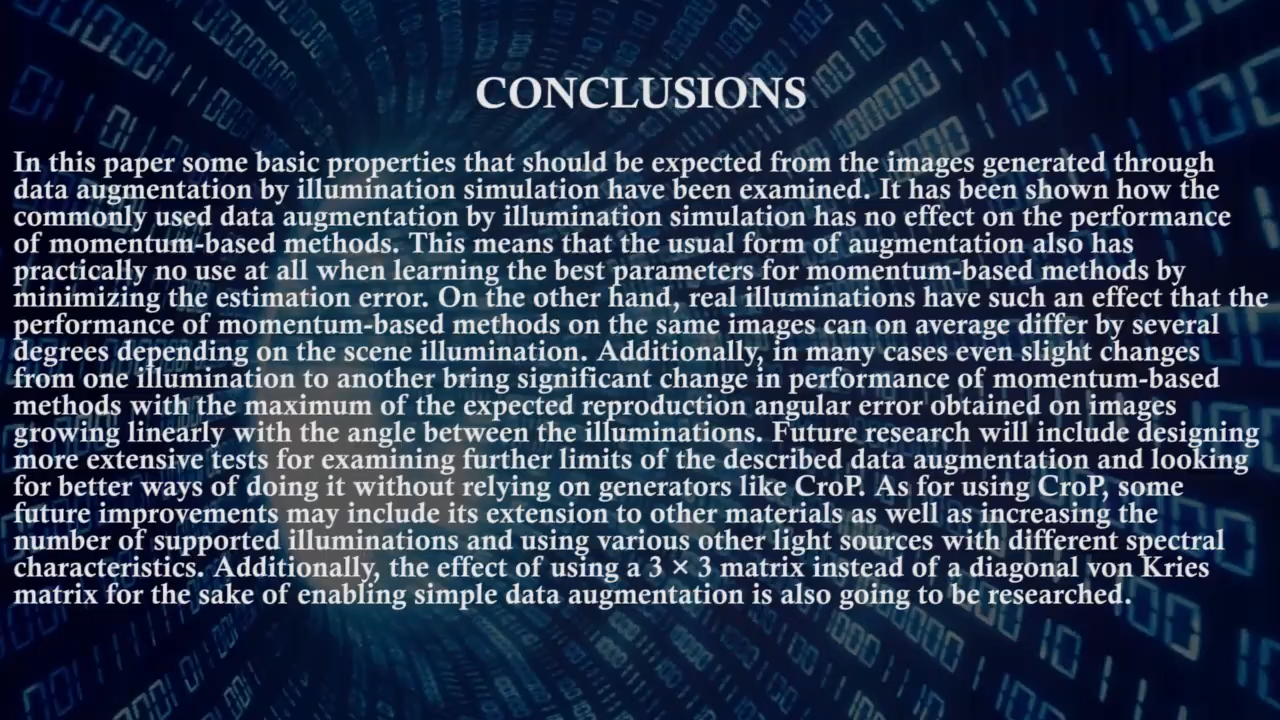 CONCLUSIONS
In this paper some basic properties that should be expected from the images generated through
data augmentation by illumination simulation have been examined. It has been shown how the
commonly used data augmentation by illumination simulation has no effect on the performance
of momentum-based methods. This means that the usual form of augmentation also has
practically no use at all when learning the best parameters for momentum-based methods by
minimizing the estimation error. On the other hand, real illuminations have such an effect that the
performance of momentum-based methods on the same images can on average differ by several
degrees depending on the scene illumination. Additionally, in many cases even slight changes
from one illumination to another bring significant change in performance of momentum-based
methods with the maximum of the expected reproduction angular error obtained on images
growing linearly with the angle between the illuminations. Future research will include designing
more extensive tests for examining further limits of the described data augmentation and looking
for better ways of doing it without relying on generators like CroP. As for using CroP, some
future improvements may include its extension to other materials as well as increasing the
number of supported illuminations and using various other light sources with different spectral
characteristics. Additionally, the effect of using a 3 × 3 matrix instead of a diagonal von Kries
matrix for the sake of enabling simple data augmentation is also going to be researched.